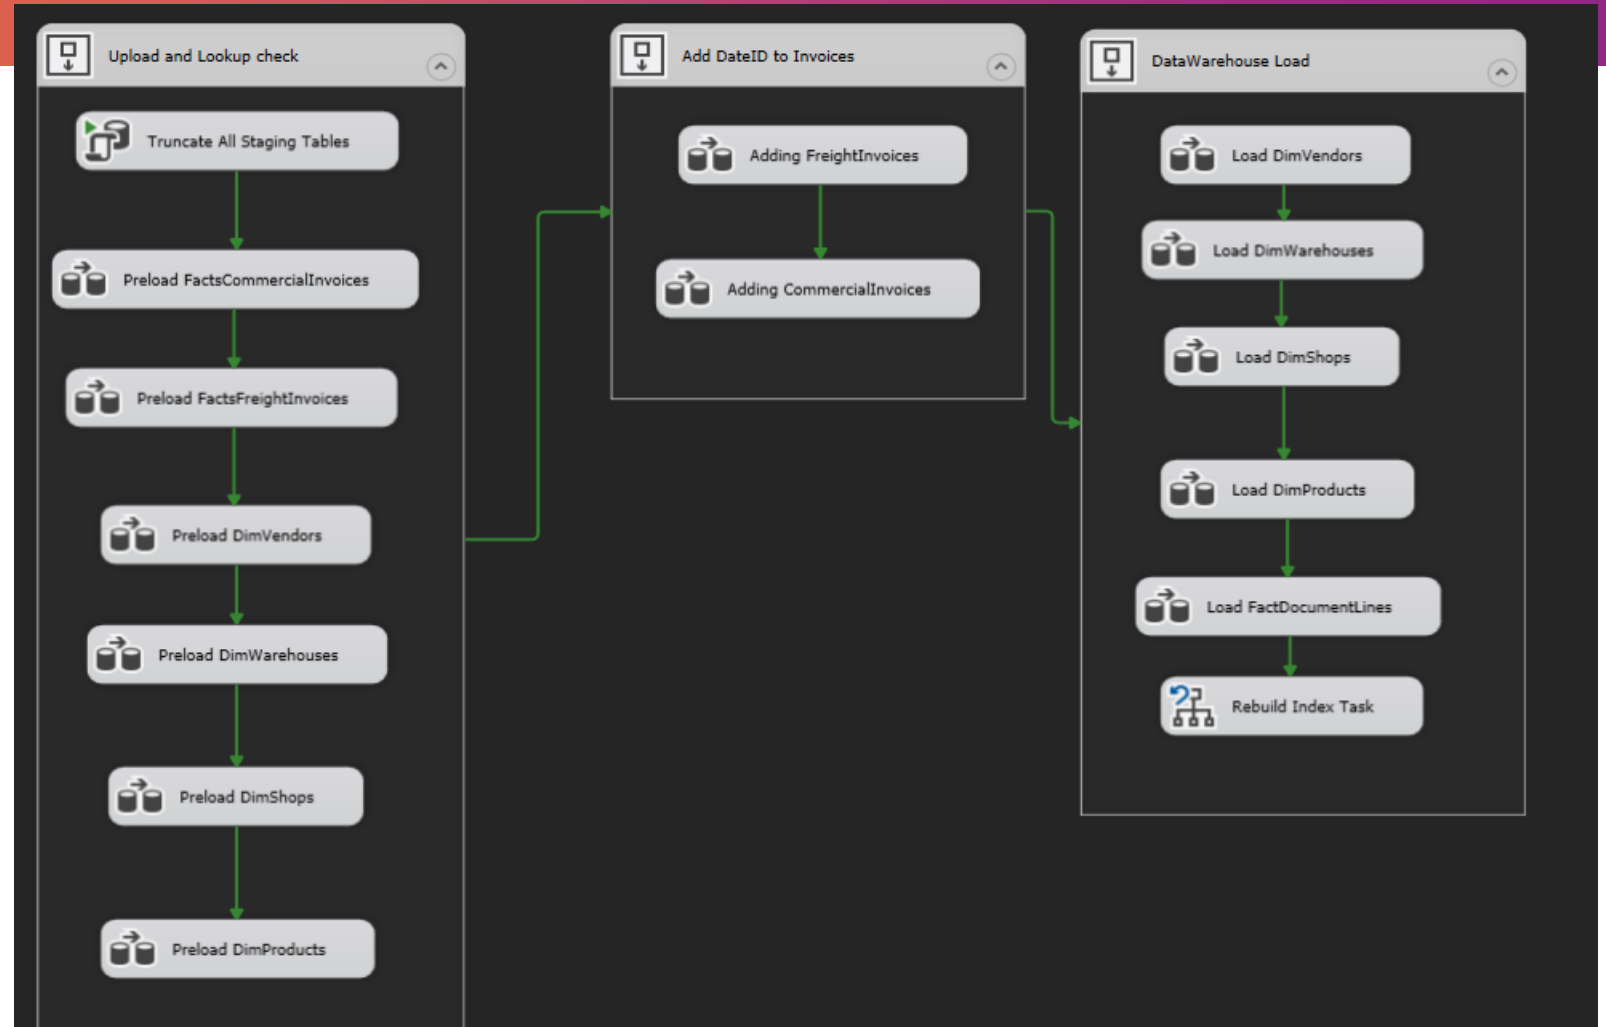 Upload and Lookup check
Truncate All Staging Tables
Preload FactsCommercialInvoices
Preload FactsFreightInvoices
Preload DimVendors
Preload DimWarehouses
Preload DimShops
Preload DimProducts
Add DateID to Invoices
Adding FreightInvoices
Adding CommercialInvoices
DataWarehouse Load
Load DimVendors
Load DimWarehouses
Load DimShops
Load DimProducts
Load FactDocumentLines
Rebuild Index Task